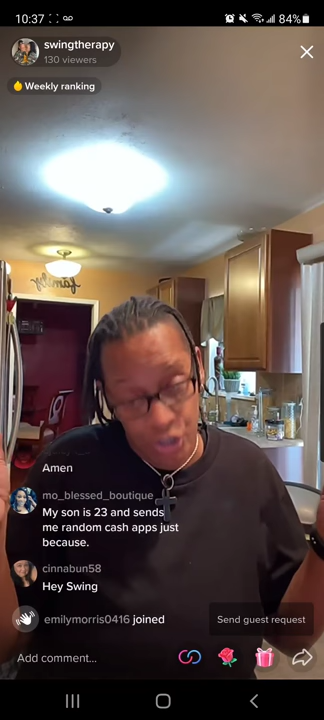 10:37
84%
swingtherapy
130 viewers
Weekly ranking
family
Amen
mo_blessed_boutique
My son is 23 and sends
me random cash apps just
because.
cinnabun58
Hey Swing
emilymorris0416 joined
Send guest request
Add comment...